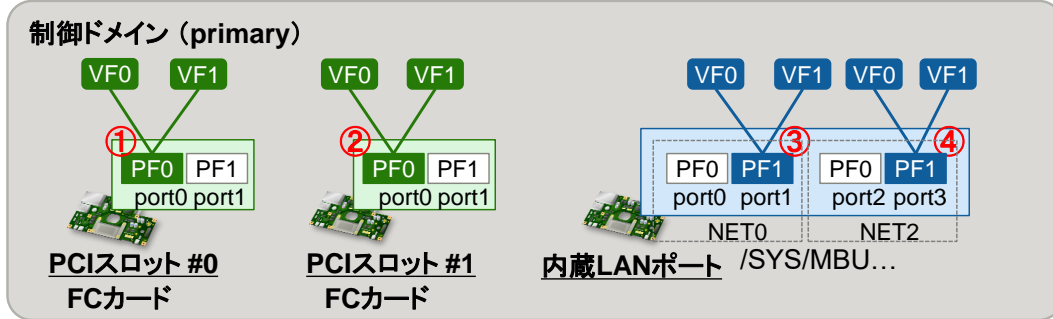 制御ドメイン（primary）
VF0 VF1 VF0 VF1 VF0 VF1 VF0 VF1
① ② ③ ④
PF0 PF1 PF0 PF1 PF0 PF1 PF0 PF1
port0 port1 port0 port1 port0 port1 port2 port3
NET0 NET2
PCIスロット #0 PCIスロット #1 内蔵LANポート /SYS/MBU…
FCカード FCカード